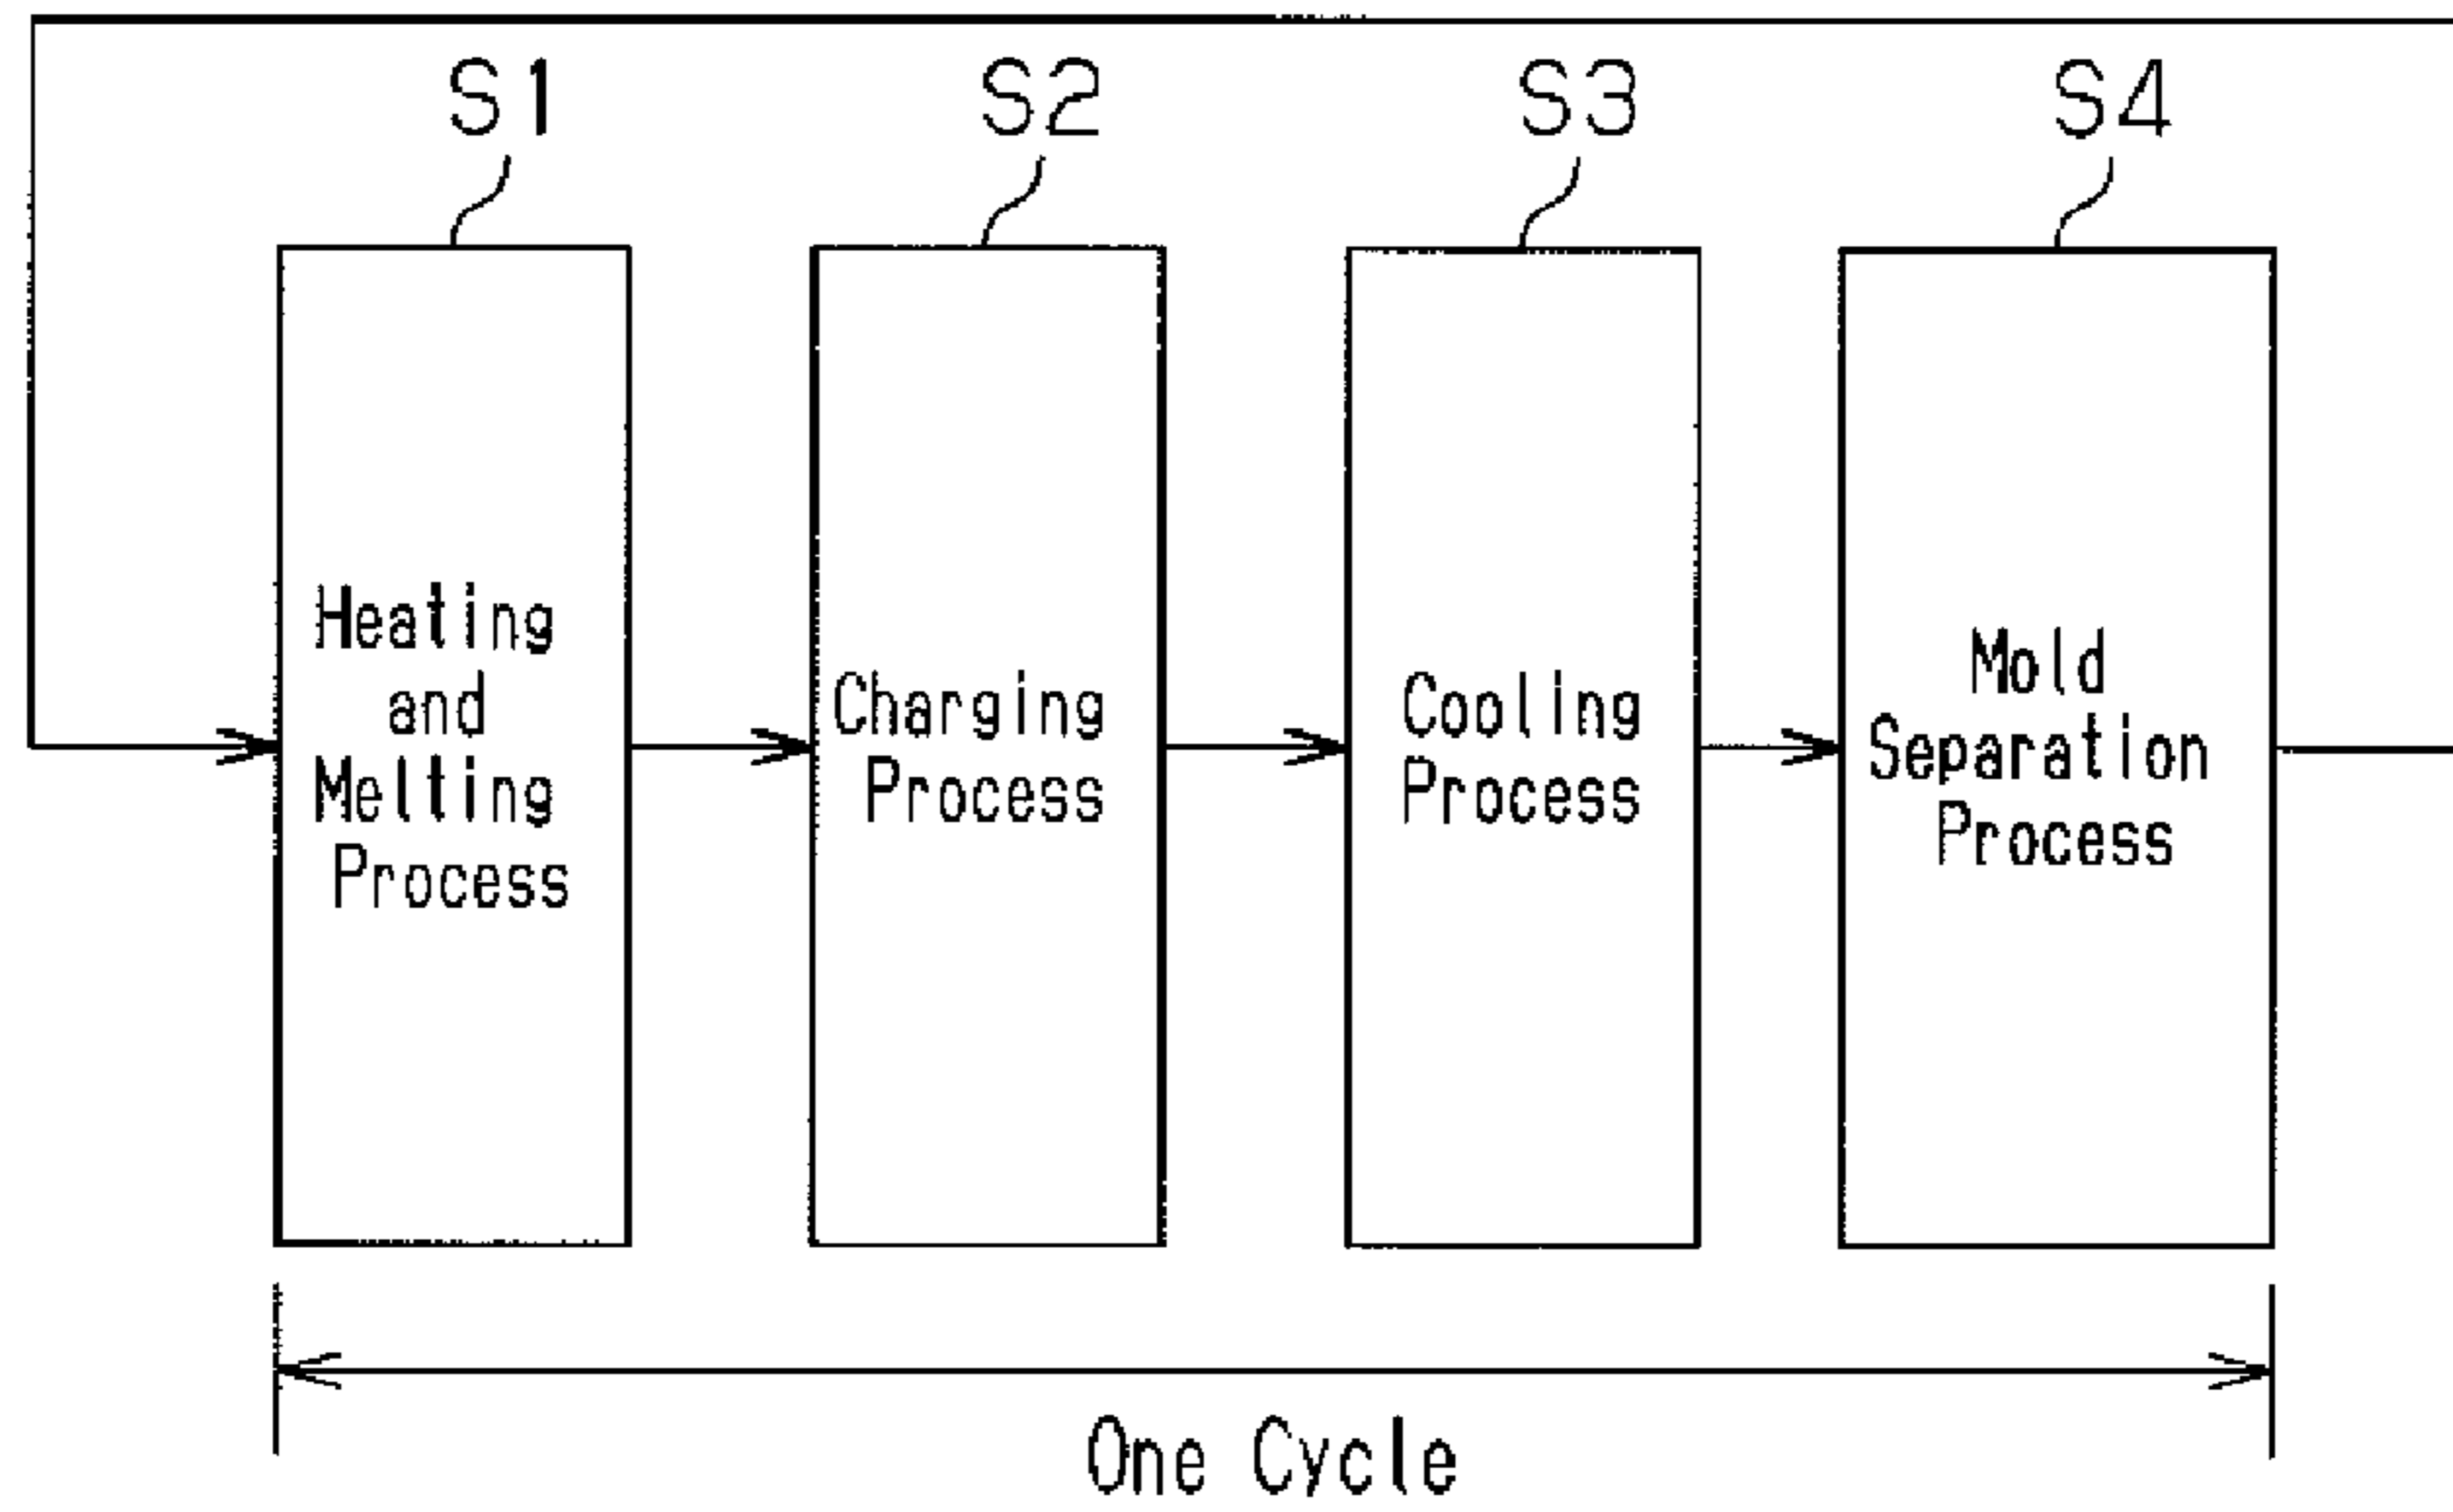 S1
S2
S3
S4
Heating
and
Melting
Process
Charging
Process
Cooling
Process
Mold
Separation
Process
One Cycle